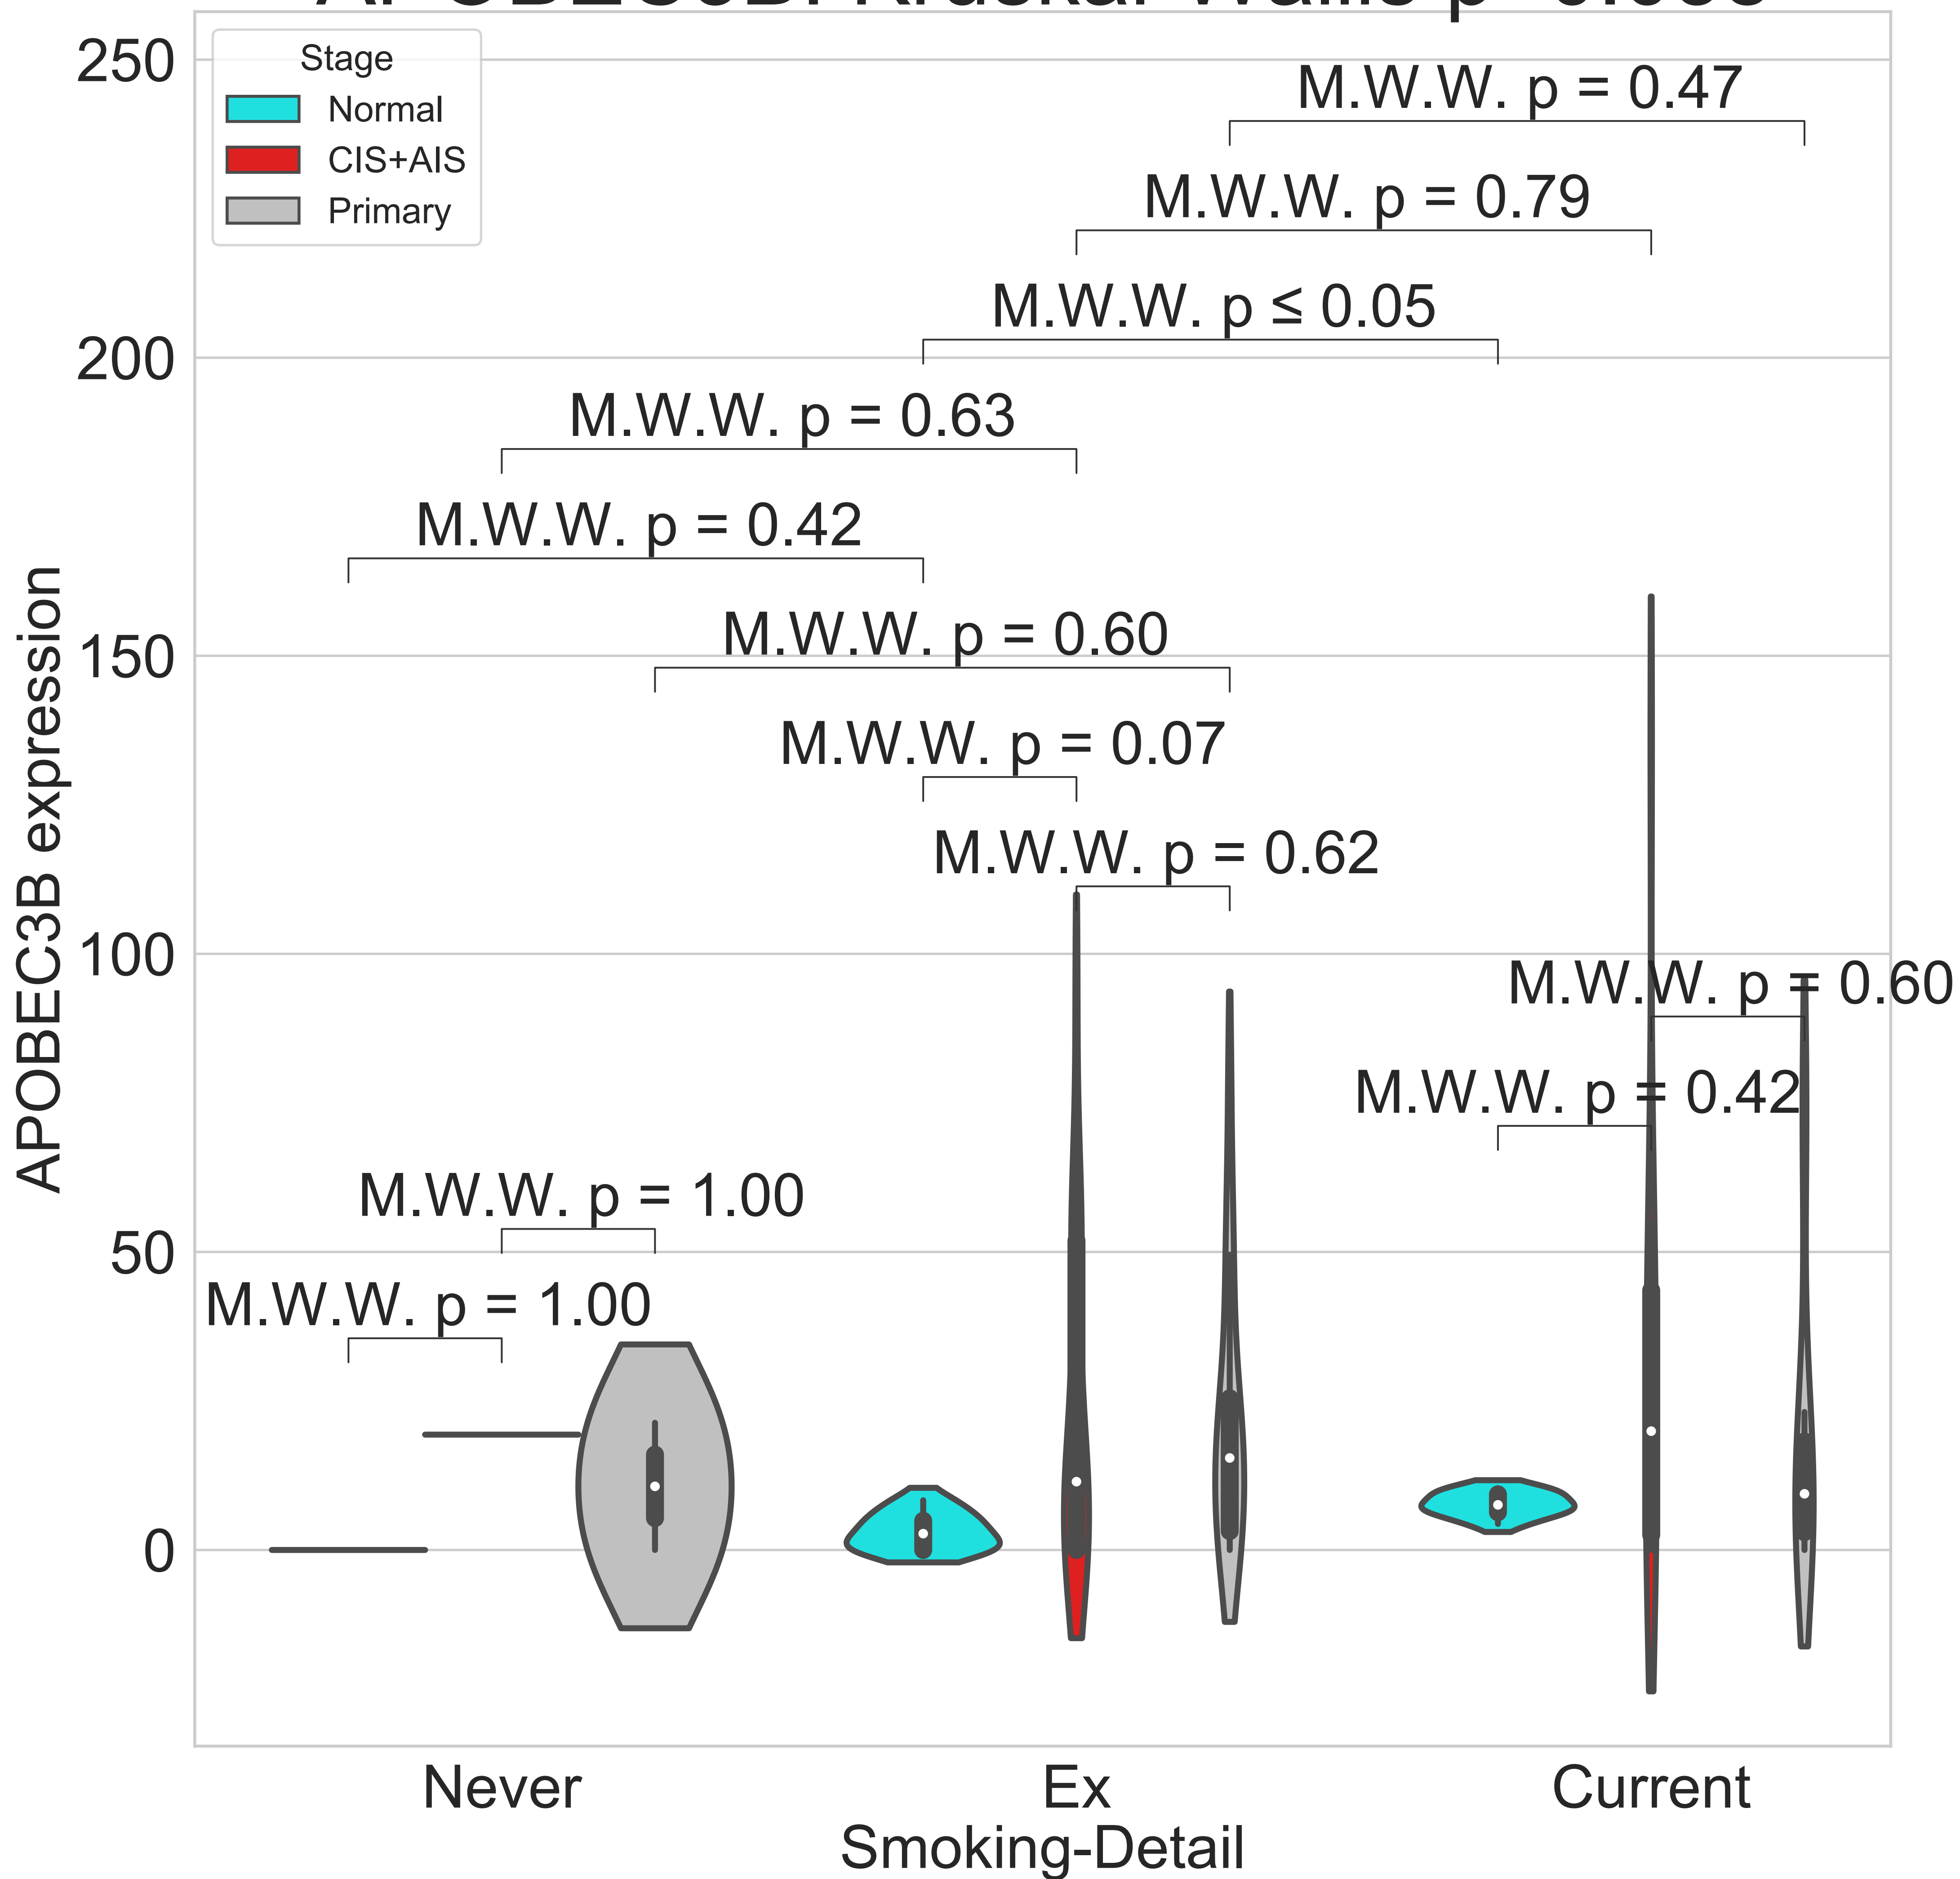 250
200
150
100
50
0
APOBEC3B expression
Stage
Normal
CIS+AIS
Primary
M.W.W. p = 0.47
M.W.W. p = 0.79
M.W.W. p ≤ 0.05
M.W.W. p = 0.63
M.W.W. p = 0.42
M.W.W. p = 0.60
M.W.W. p = 0.07
M.W.W. p = 0.62
M.W.W. p = 0.60
M.W.W. p = 0.42
M.W.W. p = 1.00
M.W.W. p = 1.00
Never
Ex
Current
Smoking-Detail